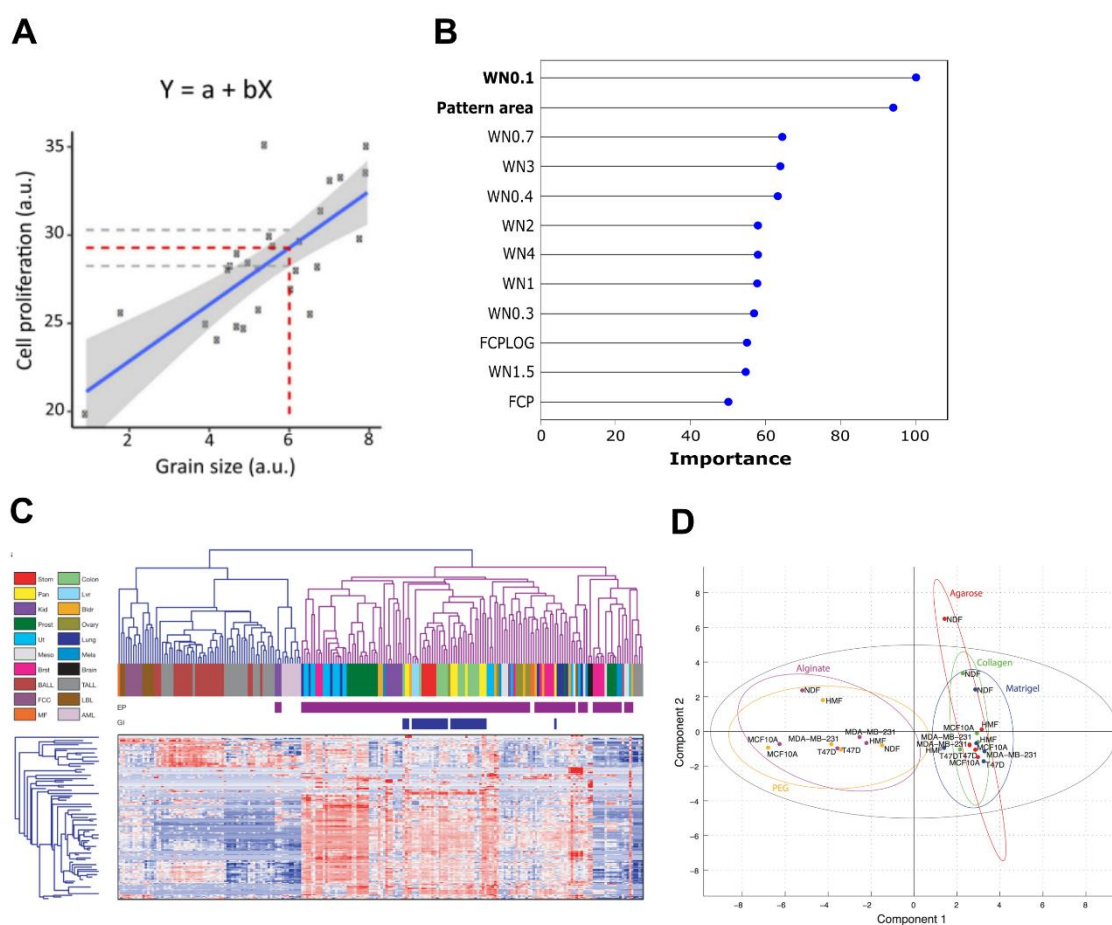 A
Y = a + bX
35
30
25
20
Cell proliferation (a.u.)
2 4 6 8
Grain size (a.u.)
B
WN0.1
Pattern area
WN0.7
WN3
WN0.4
WN2
WN4
WN1
WN0.3
FCPLOG
WN1.5
FCP
0 20 40 60 80 100
Importance
C
Stom Colon
Pan Lvr
Kid Bldr
Prost Ovary
Ut Lung
Meso Mela
Brst Brain
BALL TALL
FCC LBL
MF AML
EP
GI
D
Agarose
NDF
Collagen
NDF
Matrigel
NDF
Alginate
NDF
HMF
MCF10A
MCF10A
MDA-MB-231
T47D
T47D
MDA-MB-231
HMF
NDF
PEG
MCF10A
HMF
MDA-MB-231
HMF
MDA-MB-231
MCF10A
HMF
MDA-MB-231
T47D
T47D
MCF10A
T47D
8
6
4
2
0
-2
-4
-6
-8
Component 2
-8 -6 -4 -2 0 2 4 6 8
Component 1